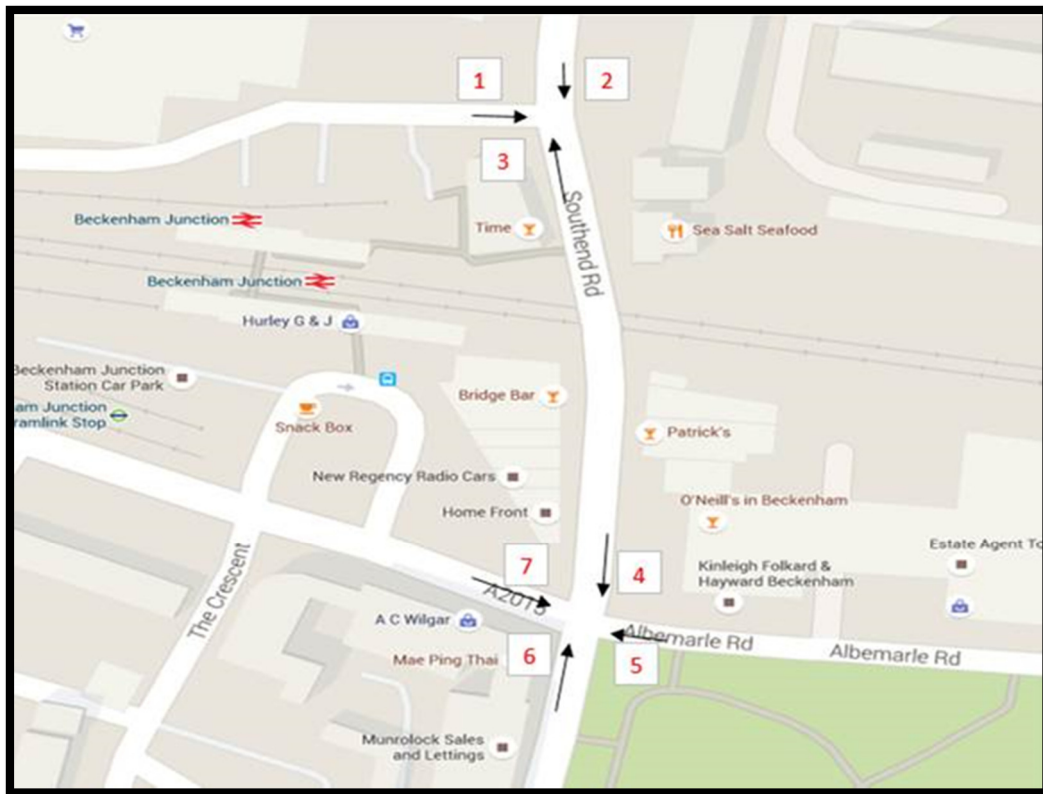 1
2
3
Southend Rd
Beckenham Junction
Time
Sea Salt Seafood
Beckenham Junction
Hurley G & J
Beckenham Junction
Station Car Park
Bridge Bar
am Junction
ramlink Stop
Snack Box
Patrick's
New Regency Radio Cars
O'Neill's in Beckenham
Home Front
Estate Agent To
7
4
Kinleigh Folkard &
Hayward Beckenham
The Crescent
A2015
A C Wilgar
Albemarle Rd
Albemarle Rd
Mae Ping Thai
6
5
Munrolock Sales
and Lettings